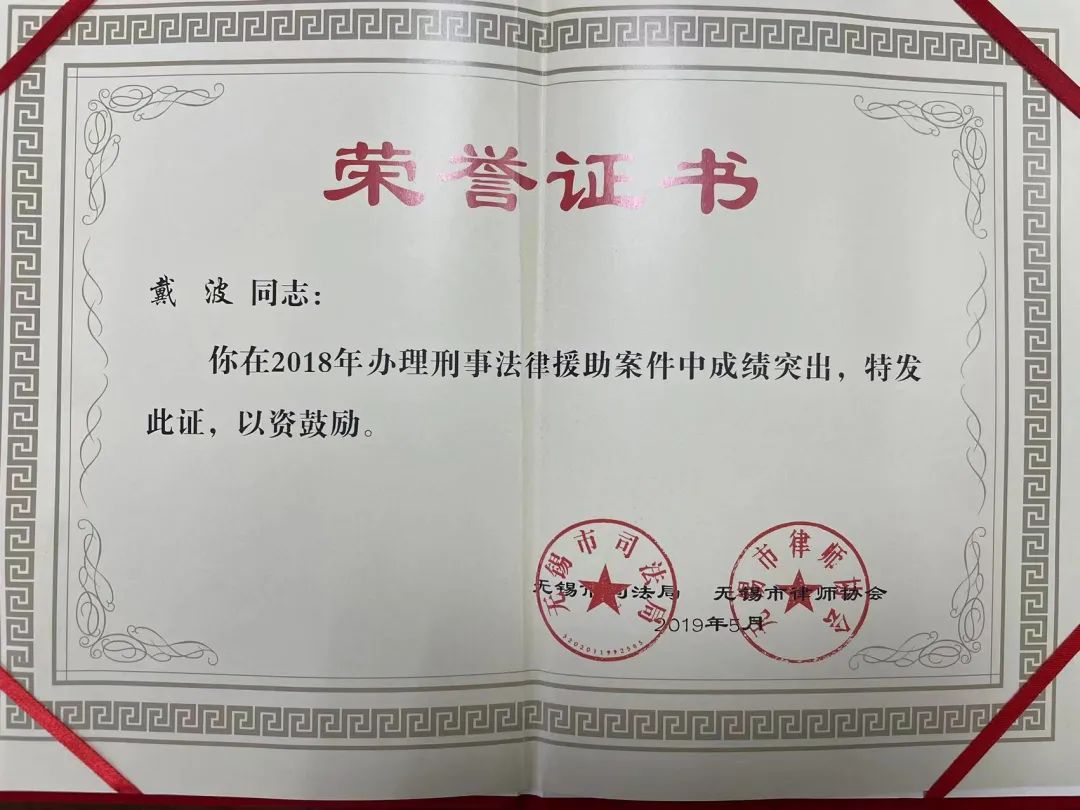 荣誉证书
戴 波 同志：
你在2018年办理刑事法律援助案件中成绩突出，特发
此证，以资鼓励。
无锡市司法局
无锡市律师协会
无锡市司法局 无锡市律师协会
2019年5月